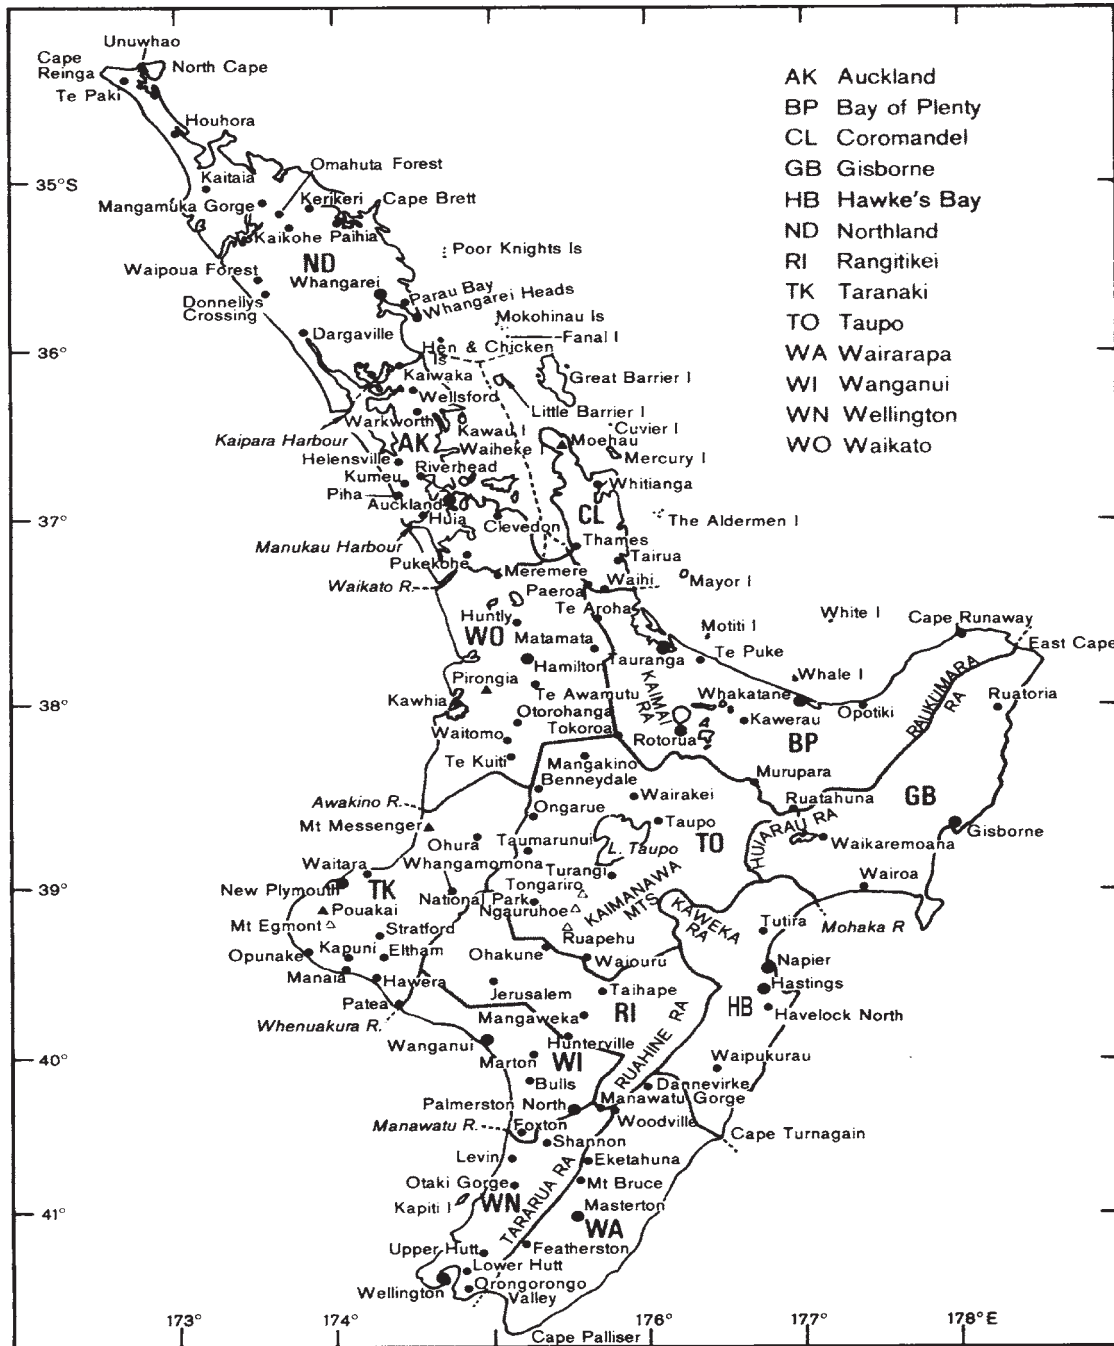 Unuwhao
Cape
Reinga
North Cape
Te Paki
Houhora
Omahuta Forest
Kaitaia
35°S
Mangamuka Gorge
Kerikeri
Cape Brett
Kaikohe
Paihia
Poor Knights Is
ND
Waipoua Forest
Whangarei
Parau Bay
Whangarei Heads
Donnellys
Crossing
Mokohinau Is
Dargaville
Fanal I
Hen & Chicken
Is
36°
Kaiwaka
Great Barrier I
Wellsford
Little Barrier I
Warkworth
Kawau I
Cuvier I
Kaipara Harbour
AK
Waiheke I
Moehau
Mercury I
Helensville
Riverhead
Kumeu
Whitianga
Piha
Auckland
CL
The Aldermen I
37°
Huia
Clevedon
Manukau Harbour
Thames
Pukekohe
Tairua
Meremere
Waikato R.
Paeroa
Waihi
Mayor I
Te Aroha
Huntly
WO
Matamata
Motiti I
White I
Cape Runaway
East Cape
Hamilton
Tauranga
Te Puke
Pirongia
Whale I
Te Awamutu
KAIMAI
RA
Whakatane
RAUKUMARA
RA
Ruatoria
Kawhia
38°
Otorohanga
Kawerau
Opotiki
Waitomo
Tokoroa
Rotorua
BP
Te Kuiti
Mangakino
Benneydale
Murupara
Wairakei
Awakino R.
Ongarue
Ruatahuna
GB
Mt Messenger
Taupo
HUIARAU RA
Gisborne
Ohura
Taumarunui
TO
Waikaremoana
L. Taupo
Waitara
Whangamomona
Turangi
Wairoa
39°
New Plymouth
TK
National Park
Tongariro
KAIMANAWA
MTS
Pouakai
Ngauruhoe
KAWEKA
RA
Mohaka R
Mt Egmont
Stratford
Ruapehu
Tutira
Opunake
Kapuni
Eltham
Ohakune
Waiouru
Napier
Manaia
Hawera
Jerusalem
Taihape
Hastings
HB
Patea
Mangaweka
RI
Havelock North
Whenuakura R.
Wanganui
Hunterville
RUAHINE RA
40°
Marton
WI
Waipukurau
Bulls
Dannevirke
Palmerston North
Manawatu Gorge
Manawatu R.
Foxton
Woodville
Cape Turnagain
Shannon
Levin
Eketahuna
Otaki Gorge
TARARUA RA
Mt Bruce
Kapiti I
WN
Masterton
41°
WA
Upper Hutt
Featherston
Lower Hutt
Wellington
Orongorongo
Valley
Cape Palliser
173°
174°
176°
177°
178°E
AK Auckland
BP Bay of Plenty
CL Coromandel
GB Gisborne
HB Hawke's Bay
ND Northland
RI Rangitikei
TK Taranaki
TO Taupo
WA Wairarapa
WI Wanganui
WN Wellington
WO Waikato